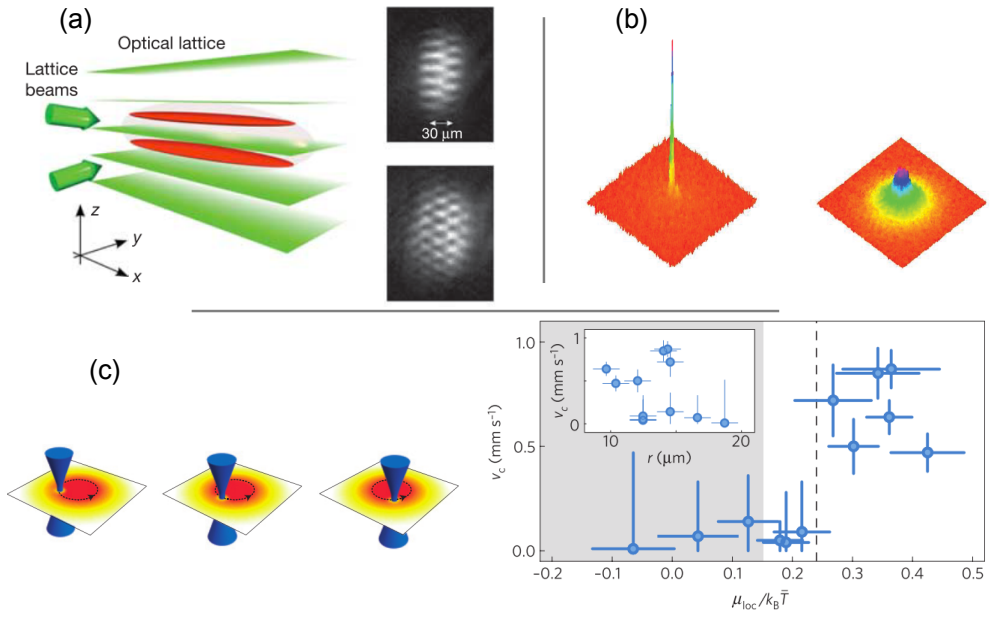 (a)
Optical lattice
Lattice
beams
30 μm
z
y
x
(b)
(c)
v_c (mm s⁻¹)
1.0
0.5
0.0
-0.2
0.0
0.1
0.2
0.3
0.4
0.5
μ_loc/k_B T̄
v_c (mm s⁻¹)
1
0
10
20
r (μm)